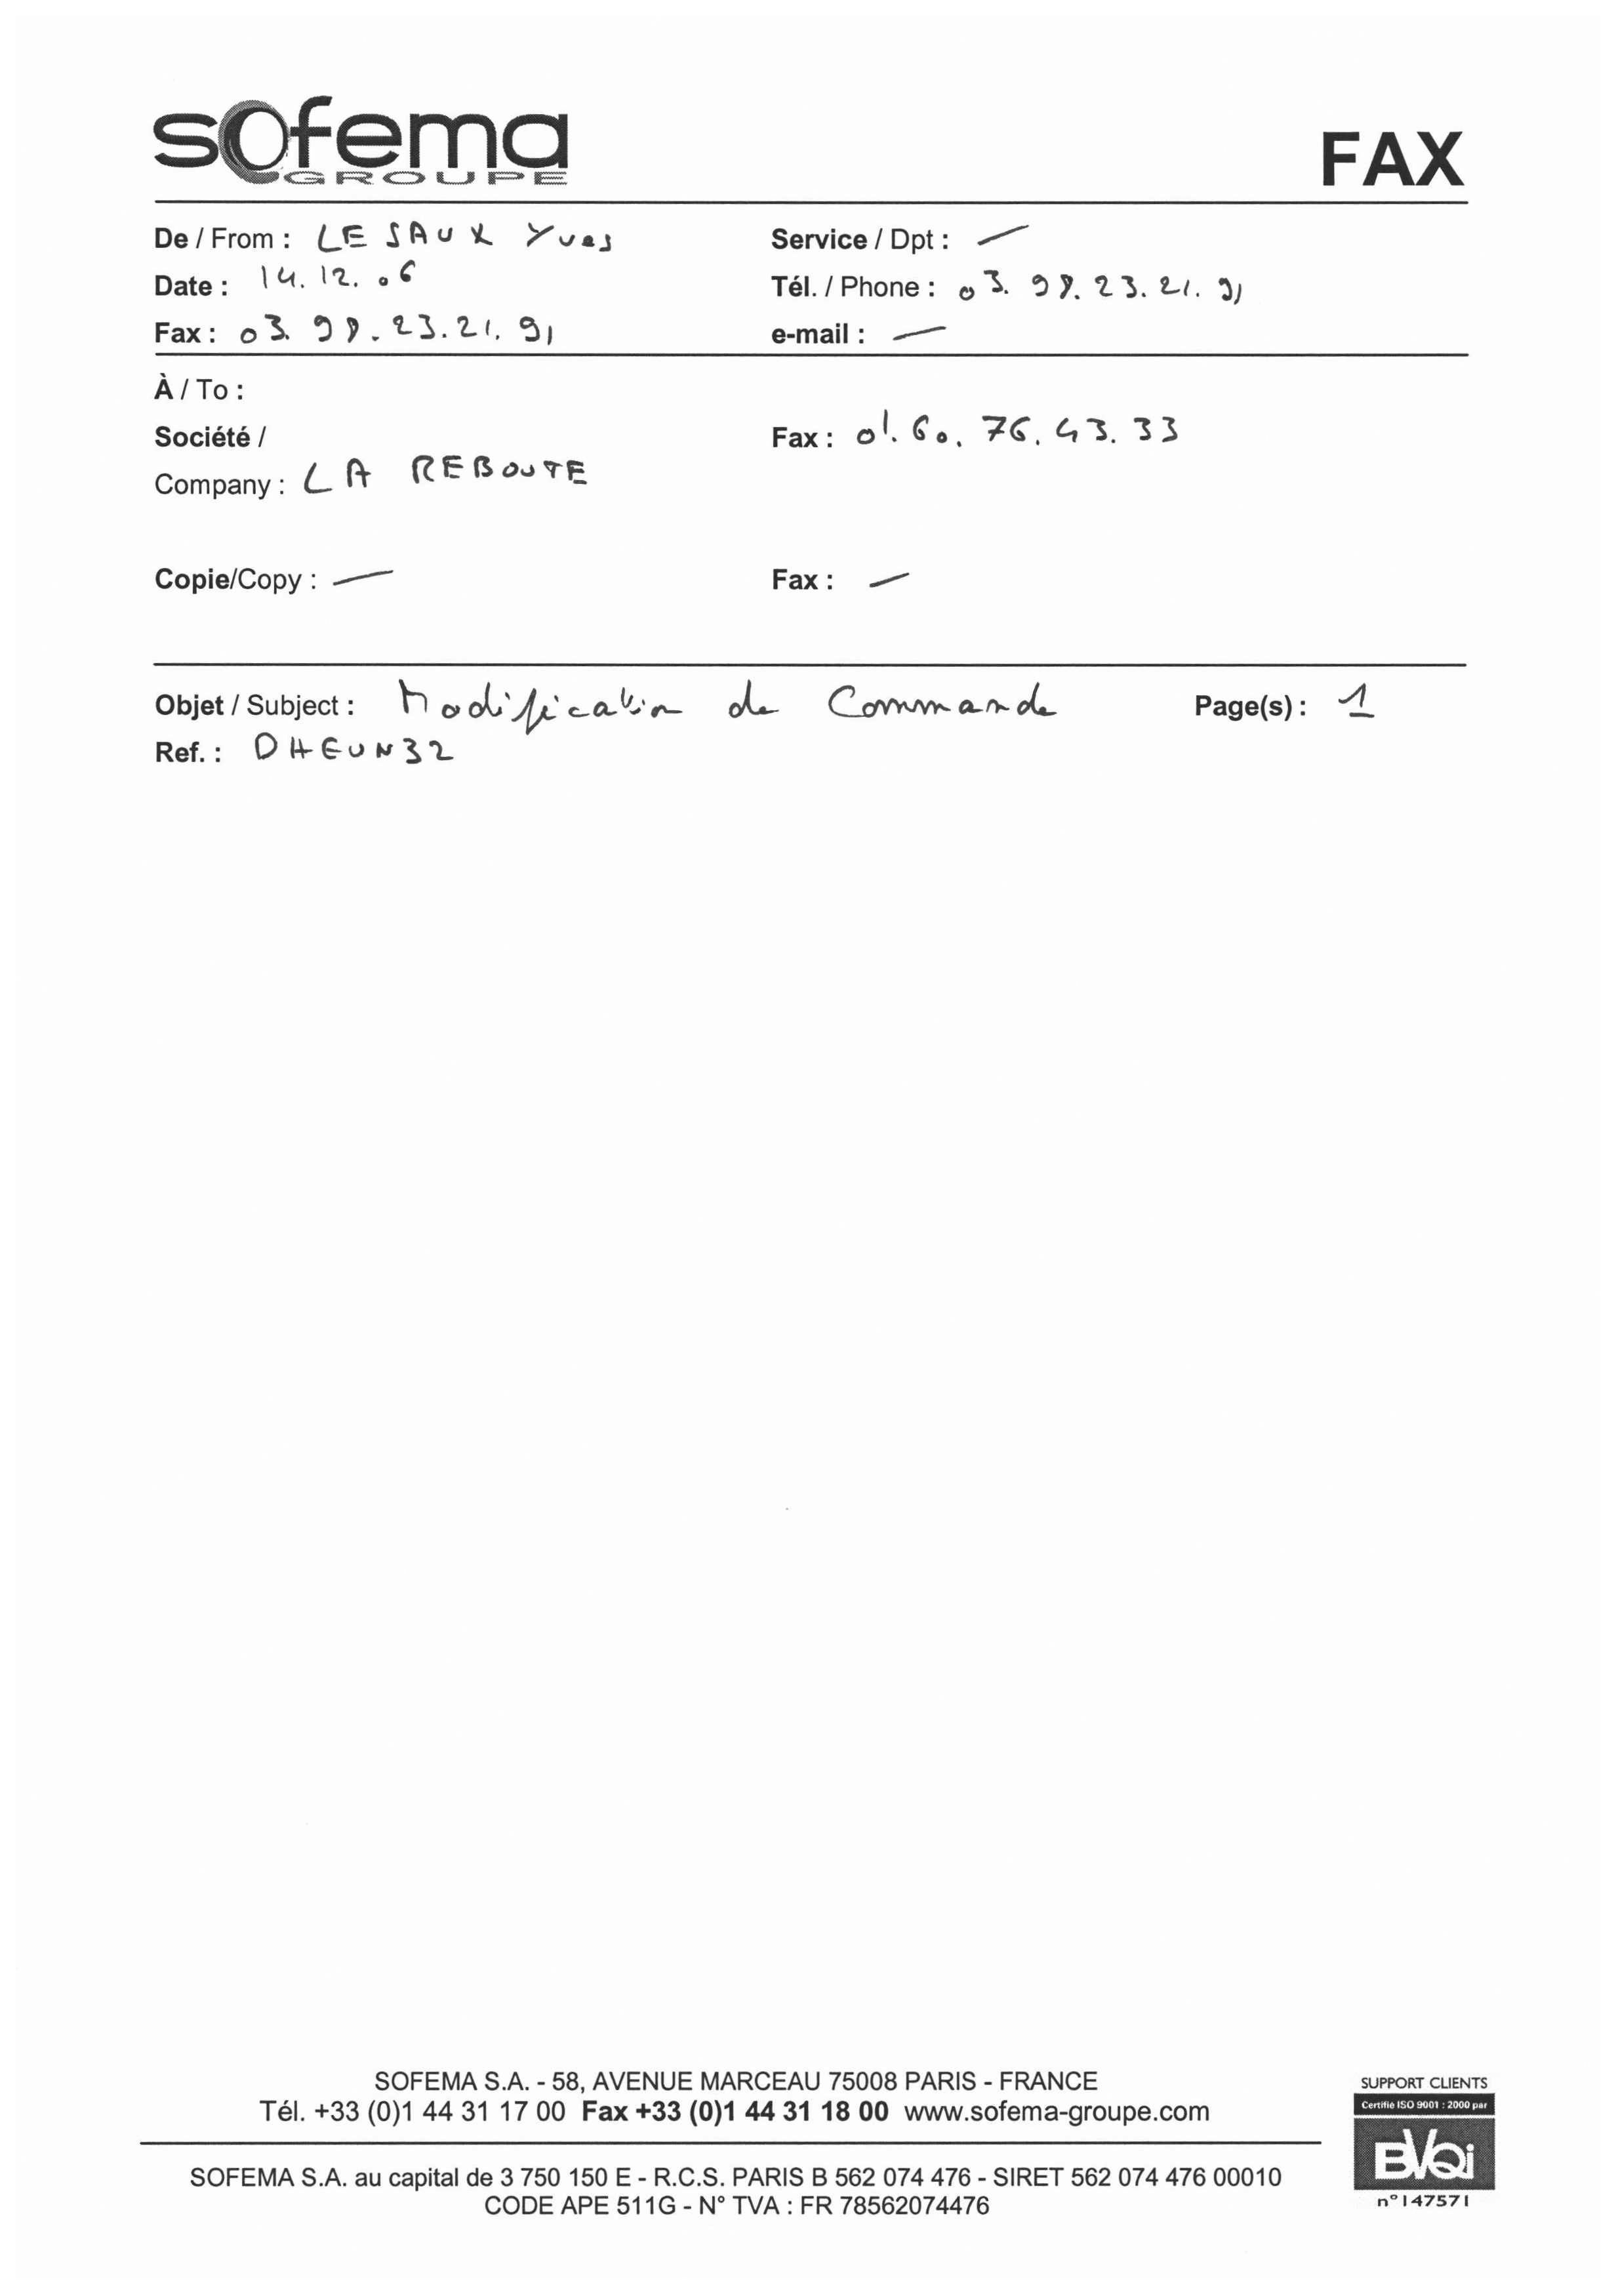 sofema
GROUPE
FAX
De / From : LE SAUX Yves
Service / Dpt : —
Date : 14.12.06
Tél. / Phone : 03.98.23.21.91
Fax : 03.98.23.21.91
e-mail : —
À / To :
Société /
Fax : 01.60.76.43.33
Company : LA REBOUTE
Copie/Copy : —
Fax : —
Objet / Subject : Modification de Commande
Page(s) : 1
Ref. : DHEUN32
SOFEMA S.A. - 58, AVENUE MARCEAU 75008 PARIS - FRANCE
Tél. +33 (0)1 44 31 17 00 Fax +33 (0)1 44 31 18 00 www.sofema-groupe.com
SOFEMA S.A. au capital de 3 750 150 E - R.C.S. PARIS B 562 074 476 - SIRET 562 074 476 00010
CODE APE 511G - N° TVA : FR 78562074476
SUPPORT CLIENTS
Certifié ISO 9001 : 2000 par
BVQi
n°147571